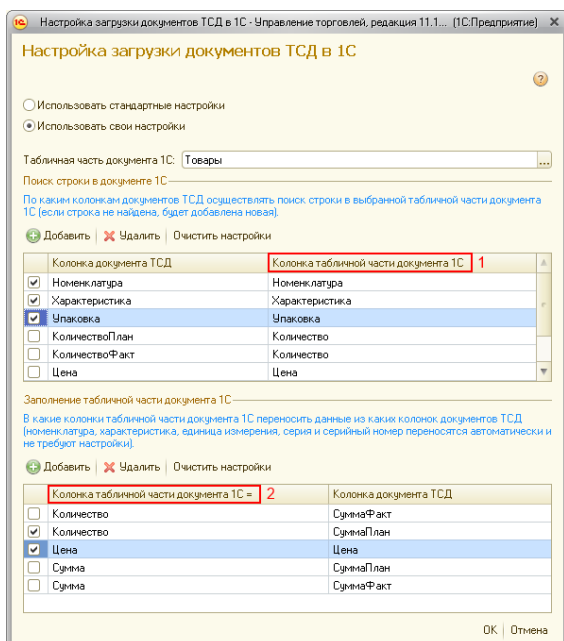 Настройка загрузки документов ТСД в 1С - Управление торговлей, редакция 11.1... (1С:Предприятие)
Настройка загрузки документов ТСД в 1С
?
Использовать стандартные настройки
Использовать свои настройки
Табличная часть документа 1С: Товары ...
Поиск строки в документе 1С
По каким колонкам документов ТСД осуществлять поиск строки в выбранной табличной части документа
1С (если строка не найдена, будет добавлена новая).
Добавить Удалить Очистить настройки
Колонка документа ТСД Колонка табличной части документа 1С 1
Номенклатура Номенклатура
Характеристика Характеристика
Упаковка Упаковка
КоличествоПлан Количество
КоличествоФакт Количество
Цена Цена
Заполнение табличной части документа 1С
В какие колонки табличной части документа 1С переносить данные из каких колонок документов ТСД
(номенклатура, характеристика, единица измерения, серия и серийный номер переносятся автоматически и
не требуют настройки).
Добавить Удалить Очистить настройки
Колонка табличной части документа 1С = 2 Колонка документа ТСД
Количество СуммаФакт
Количество СуммаПлан
Цена Цена
Сумма СуммаПлан
Сумма СуммаФакт
ОК Отмена